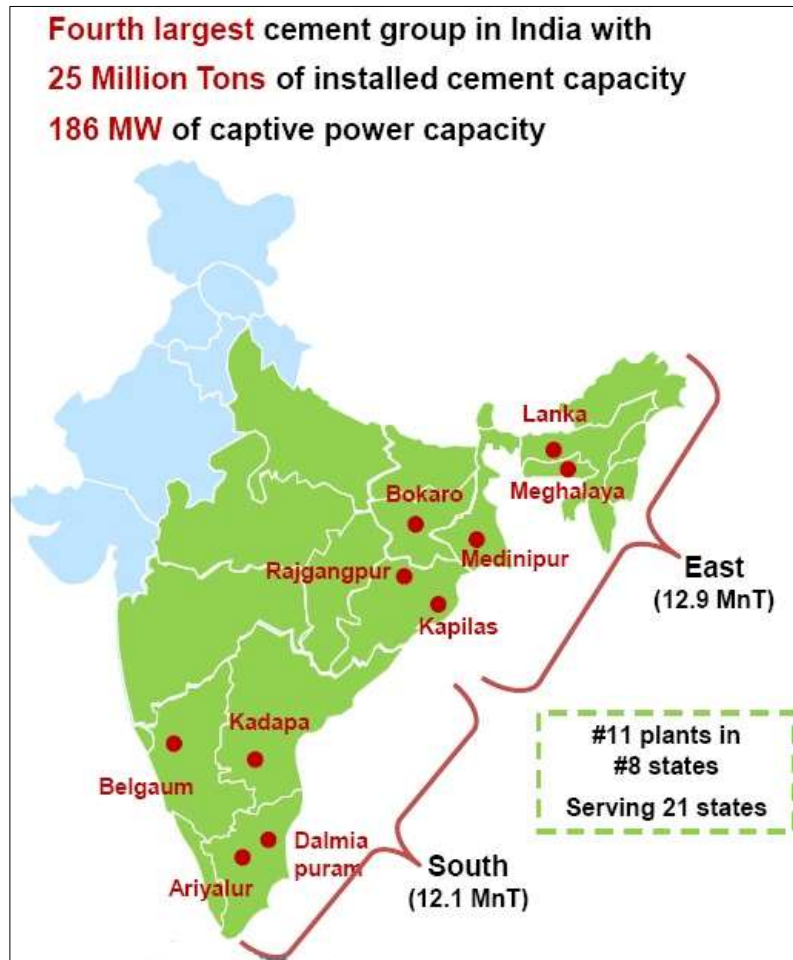 Fourth largest cement group in India with
25 Million Tons of installed cement capacity
186 MW of captive power capacity
Lanka
Meghalaya
Bokaro
Medinipur
Rajgangpur
Kapilas
East
(12.9 MnT)
Kadapa
Belgaum
#11 plants in
#8 states
Serving 21 states
Dalmia
puram
Ariyalur
South
(12.1 MnT)